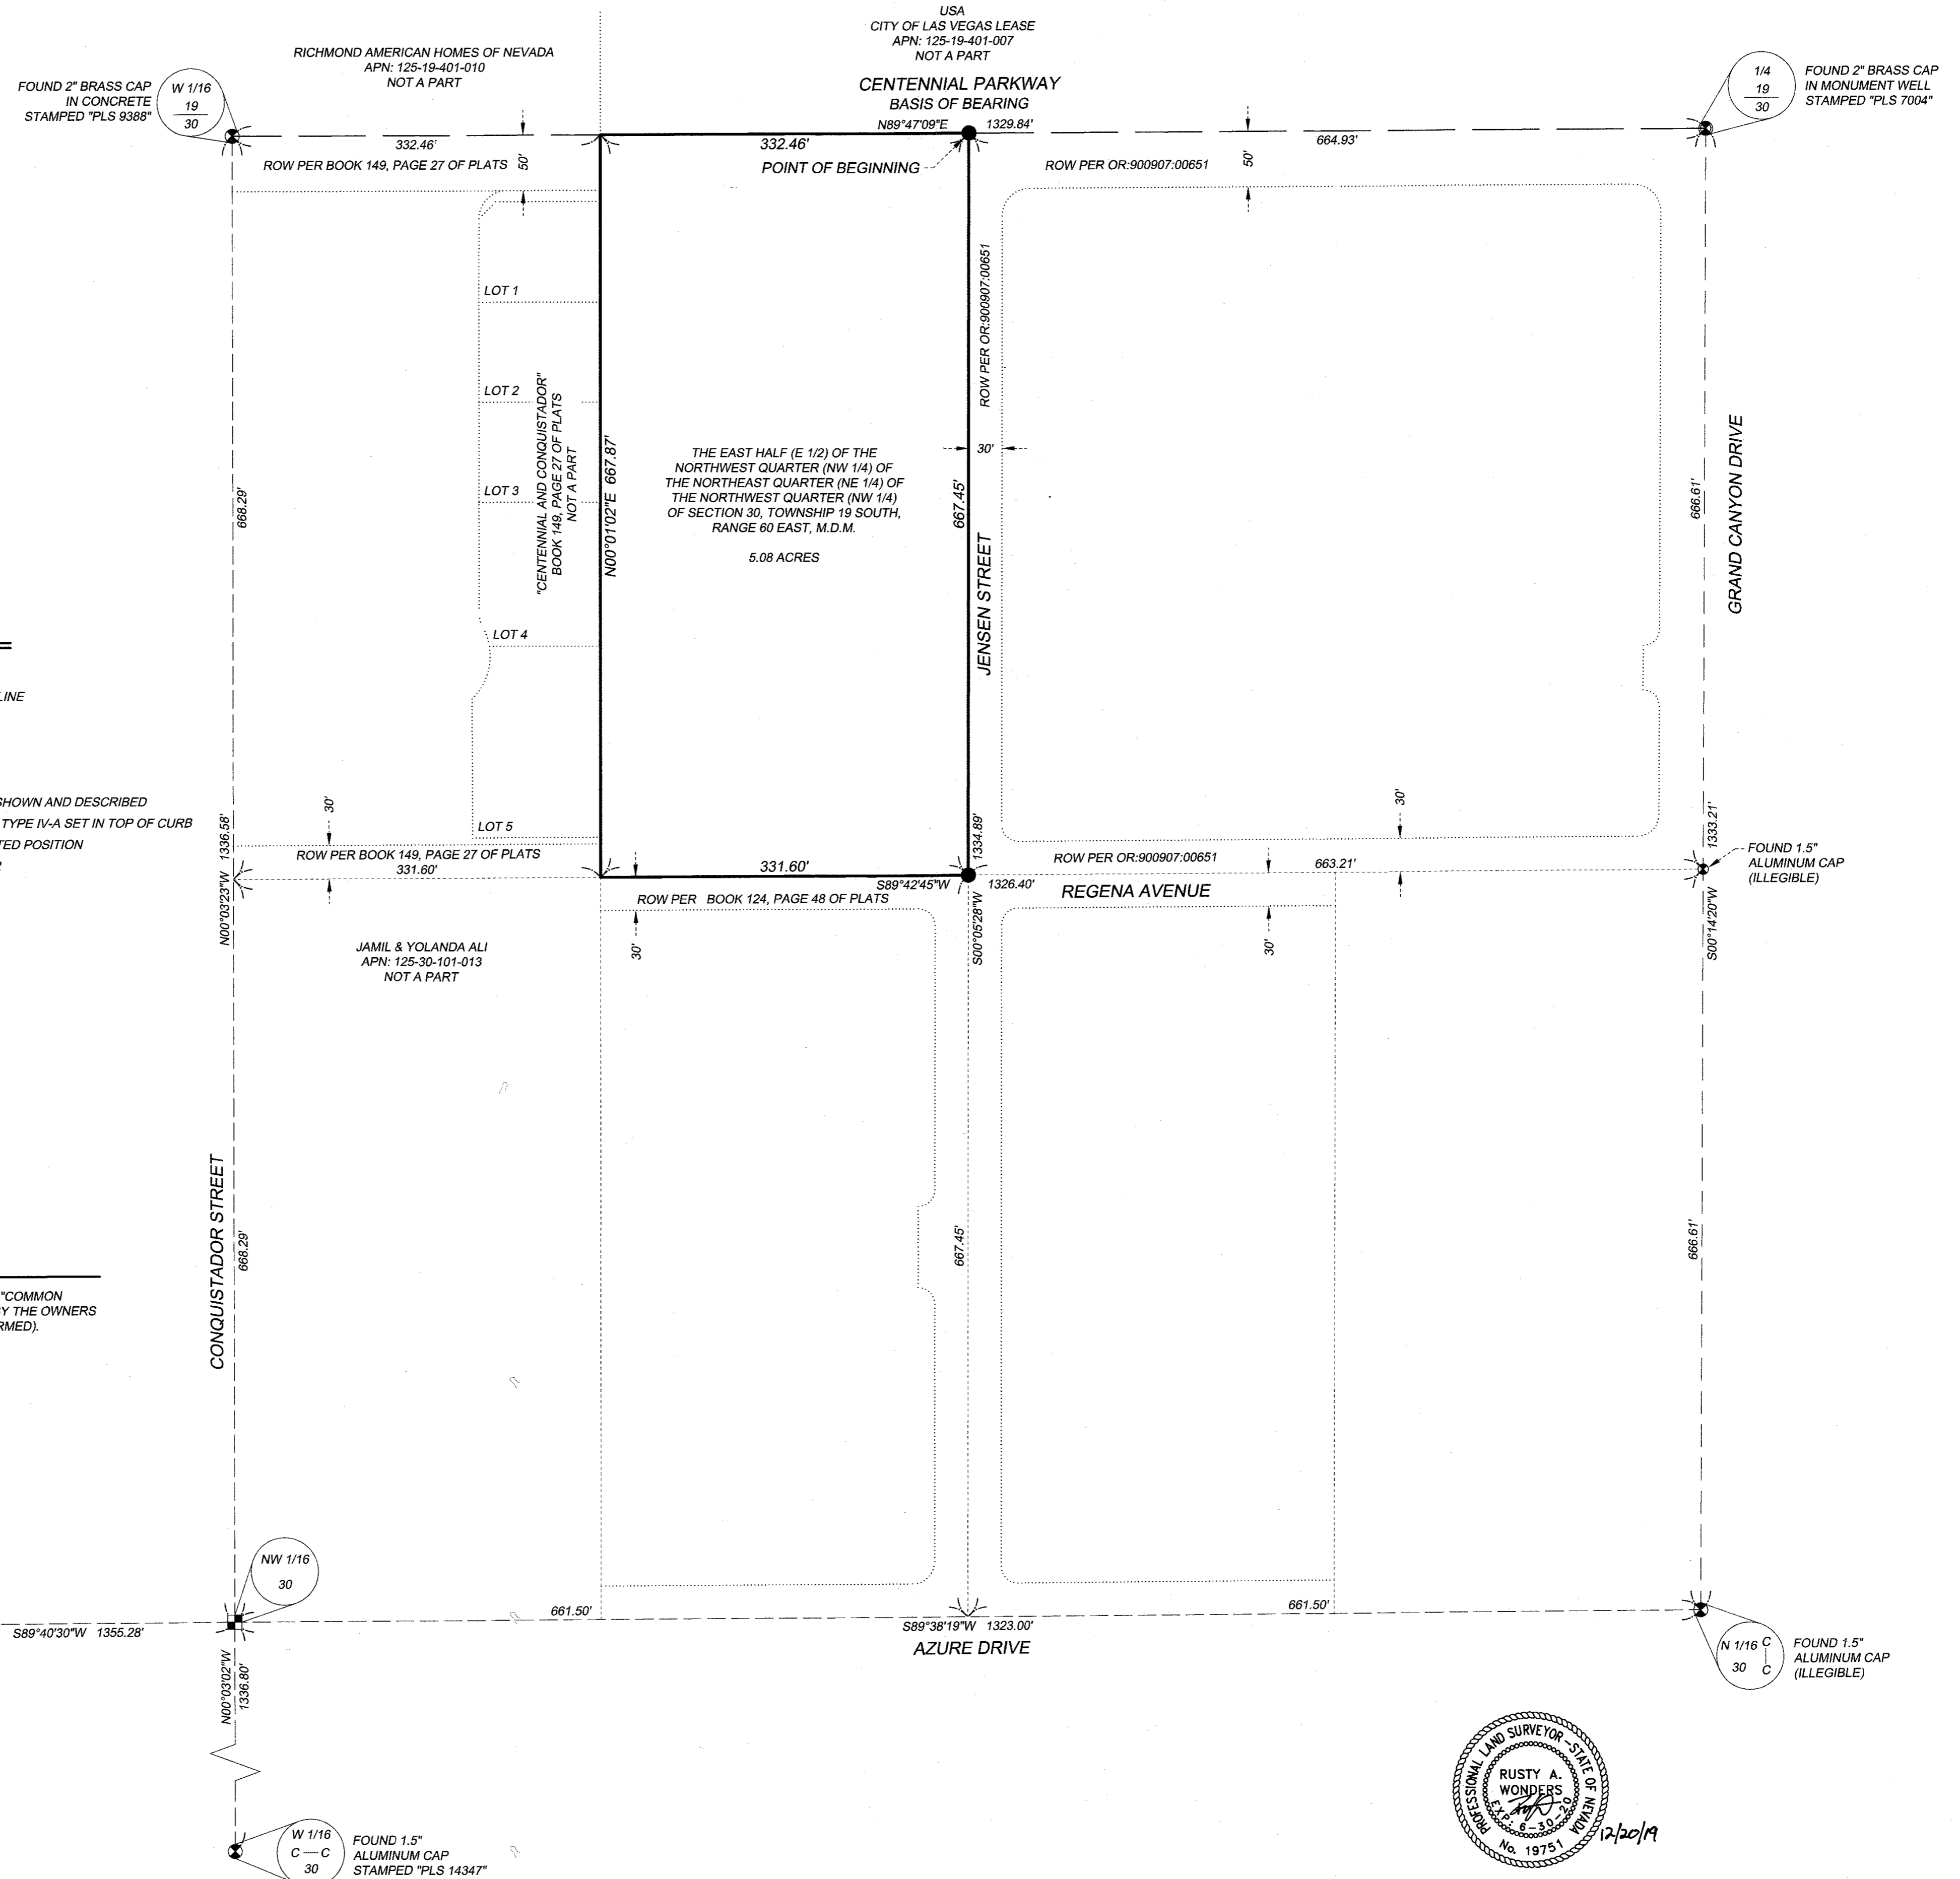 USA
CITY OF LAS VEGAS LEASE
APN: 125-19-401-007
NOT A PART
RICHMOND AMERICAN HOMES OF NEVADA
APN: 125-19-401-010
NOT A PART
FOUND 2" BRASS CAP
IN CONCRETE
STAMPED "PLS 9388"
W 1/16
19
30
CENTENNIAL PARKWAY
BASIS OF BEARING
N89°47'09"E 1329.84'
1/4
19
30
FOUND 2" BRASS CAP
IN MONUMENT WELL
STAMPED "PLS 7004"
332.46'
332.46'
664.93'
ROW PER BOOK 149, PAGE 27 OF PLATS
50'
POINT OF BEGINNING
ROW PER OR:900907:00651
50'
LOT 1
LOT 2
LOT 3
LOT 4
LOT 5
"CENTENNIAL AND CONQUISTADOR"
BOOK 149, PAGE 27 OF PLATS
NOT A PART
N00°01'02"E 667.87'
THE EAST HALF (E 1/2) OF THE
NORTHWEST QUARTER (NW 1/4) OF
THE NORTHEAST QUARTER (NE 1/4) OF
THE NORTHWEST QUARTER (NW 1/4)
OF SECTION 30, TOWNSHIP 19 SOUTH,
RANGE 60 EAST, M.D.M.
5.08 ACRES
ROW PER OR:900907:00651
30'
667.45'
JENSEN STREET
668.29'
666.61'
GRAND CANYON DRIVE
LINE
SHOWN AND DESCRIBED
TYPE IV-A SET IN TOP OF CURB
TED POSITION
30'
ROW PER BOOK 149, PAGE 27 OF PLATS
331.60'
N00°03'23"W 1336.58'
331.60'
S89°42'45"W 1326.40'
1334.89'
S00°05'28"W
ROW PER OR:900907:00651
663.21'
30'
REGENA AVENUE
30'
1333.21'
S00°14'20"W
FOUND 1.5"
ALUMINUM CAP
(ILLEGIBLE)
ROW PER BOOK 124, PAGE 48 OF PLATS
30'
JAMIL & YOLANDA ALI
APN: 125-30-101-013
NOT A PART
CONQUISTADOR STREET
668.29'
667.45'
666.61'
"COMMON
BY THE OWNERS
RMED).
NW 1/16
30
661.50'
661.50'
S89°40'30"W 1355.28'
S89°38'19"W 1323.00'
AZURE DRIVE
N00°03'02"W
1336.80'
N 1/16 C
C
30
FOUND 1.5"
ALUMINUM CAP
(ILLEGIBLE)
W 1/16
C — C
30
FOUND 1.5"
ALUMINUM CAP
STAMPED "PLS 14347"
PROFESSIONAL LAND SURVEYOR - STATE OF NEVADA
RUSTY A.
WONDERS
EXP: 6-30-20
No. 19751
12/20/19